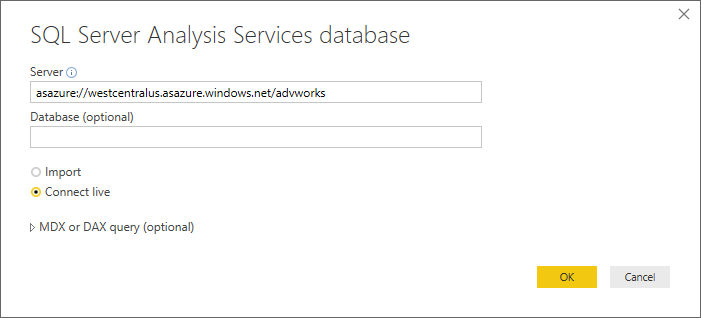 SQL Server Analysis Services database
Server
asazure://westcentralus.asazure.windows.net/advworks
Database (optional)
Import
Connect live
MDX or DAX query (optional)
OK Cancel